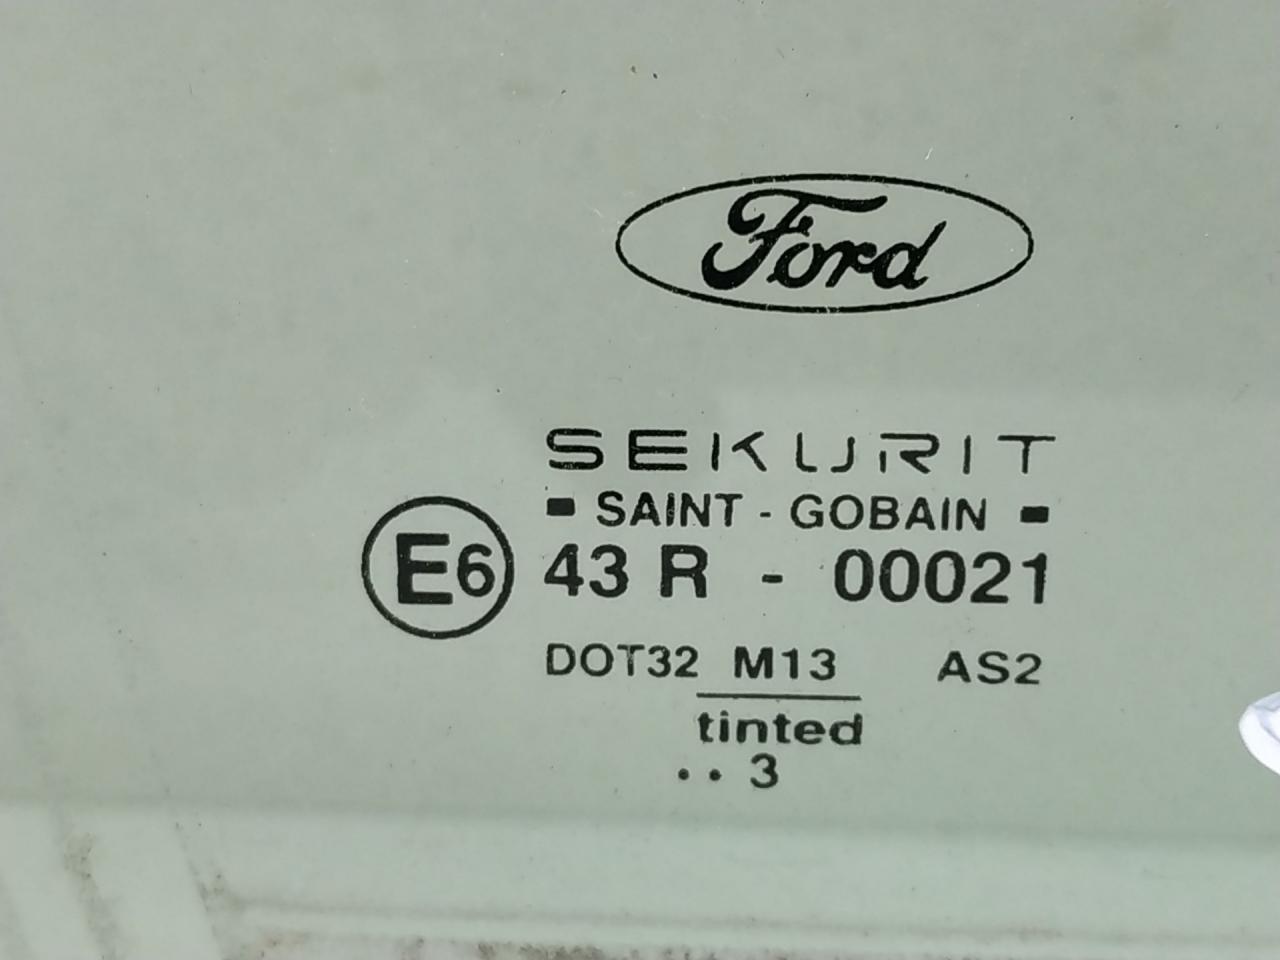 Ford
SEKURIT
SAINT - GOBAIN
E6 43 R - 00021
DOT32 M13 AS2
tinted
. . 3